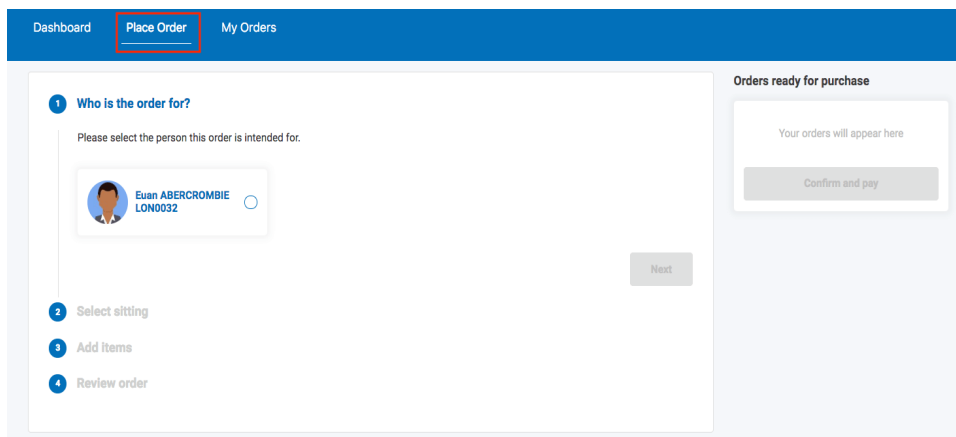 Dashboard Place Order My Orders
1 Who is the order for?
Please select the person this order is intended for.
Euan ABERCROMBIE
LON0032
Next
2 Select sitting
3 Add items
4 Review order
Orders ready for purchase
Your orders will appear here
Confirm and pay